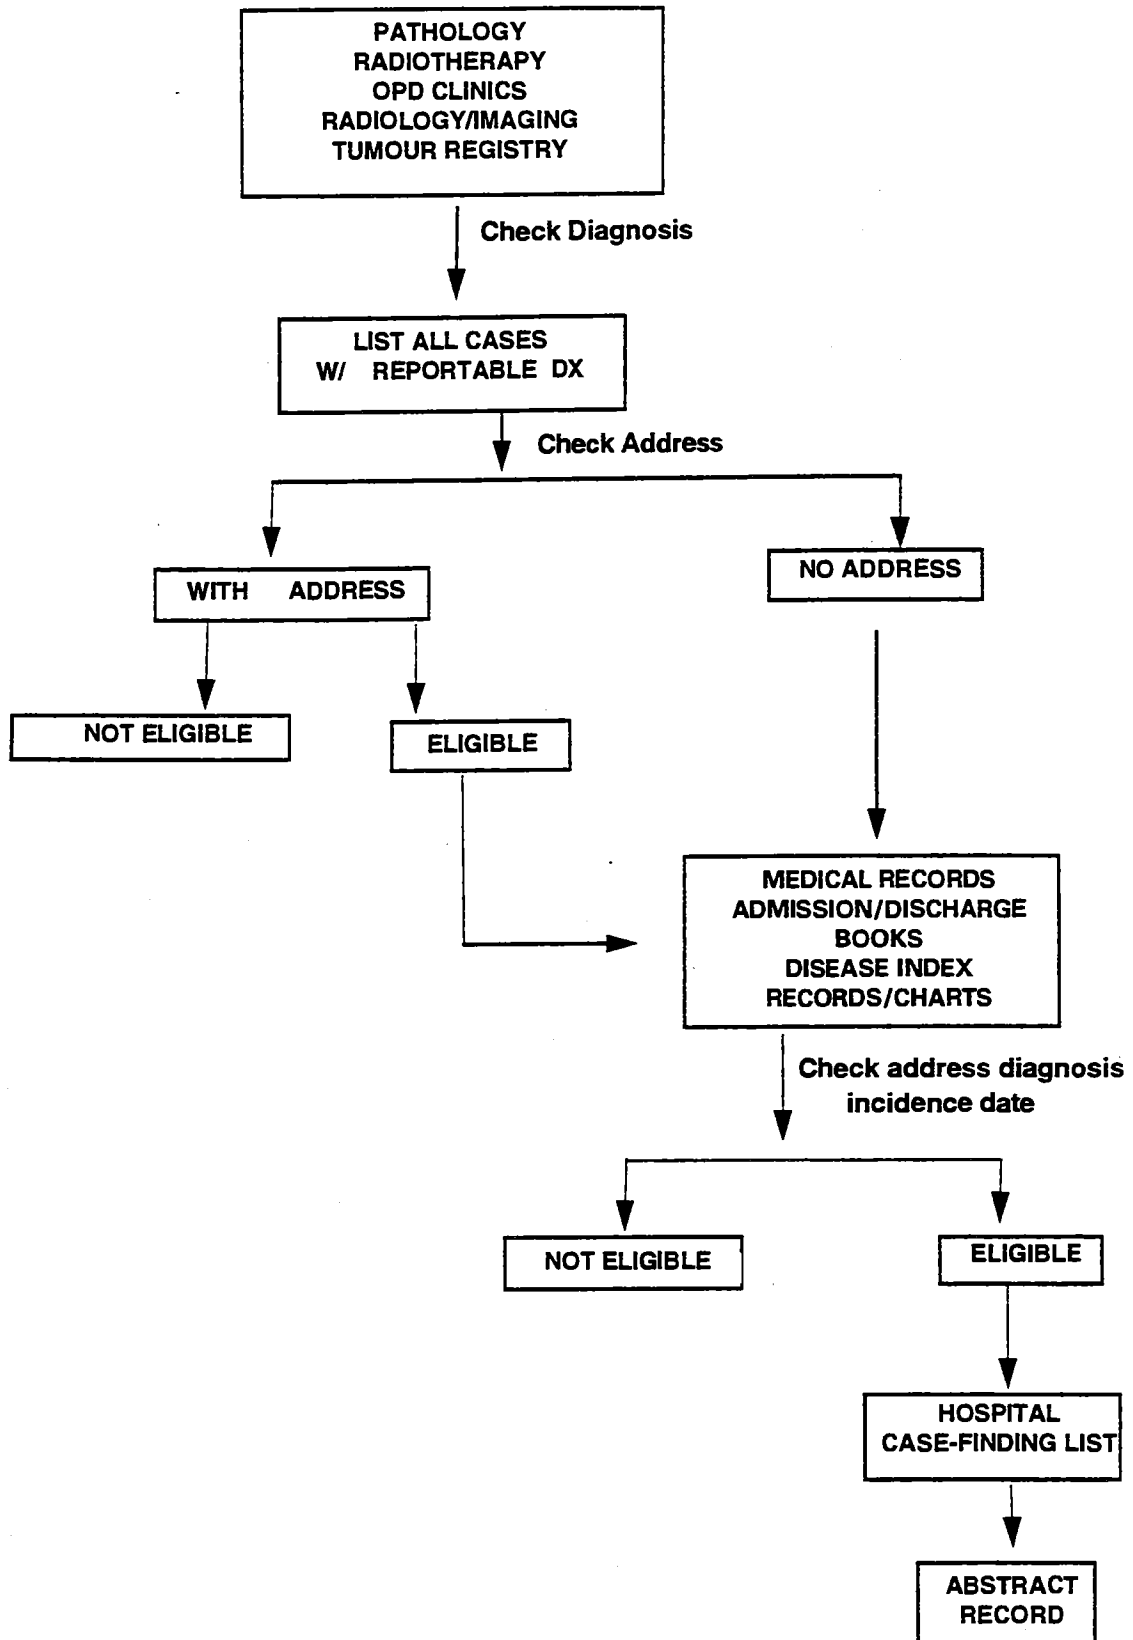 PATHOLOGY
RADIOTHERAPY
OPD CLINICS
RADIOLOGY/IMAGING
TUMOUR REGISTRY
Check Diagnosis
LIST ALL CASES
W/ REPORTABLE DX
Check Address
WITH ADDRESS
NO ADDRESS
NOT ELIGIBLE
ELIGIBLE
MEDICAL RECORDS
ADMISSION/DISCHARGE
BOOKS
DISEASE INDEX
RECORDS/CHARTS
Check address diagnosis
incidence date
NOT ELIGIBLE
ELIGIBLE
HOSPITAL
CASE-FINDING LIST
ABSTRACT
RECORD